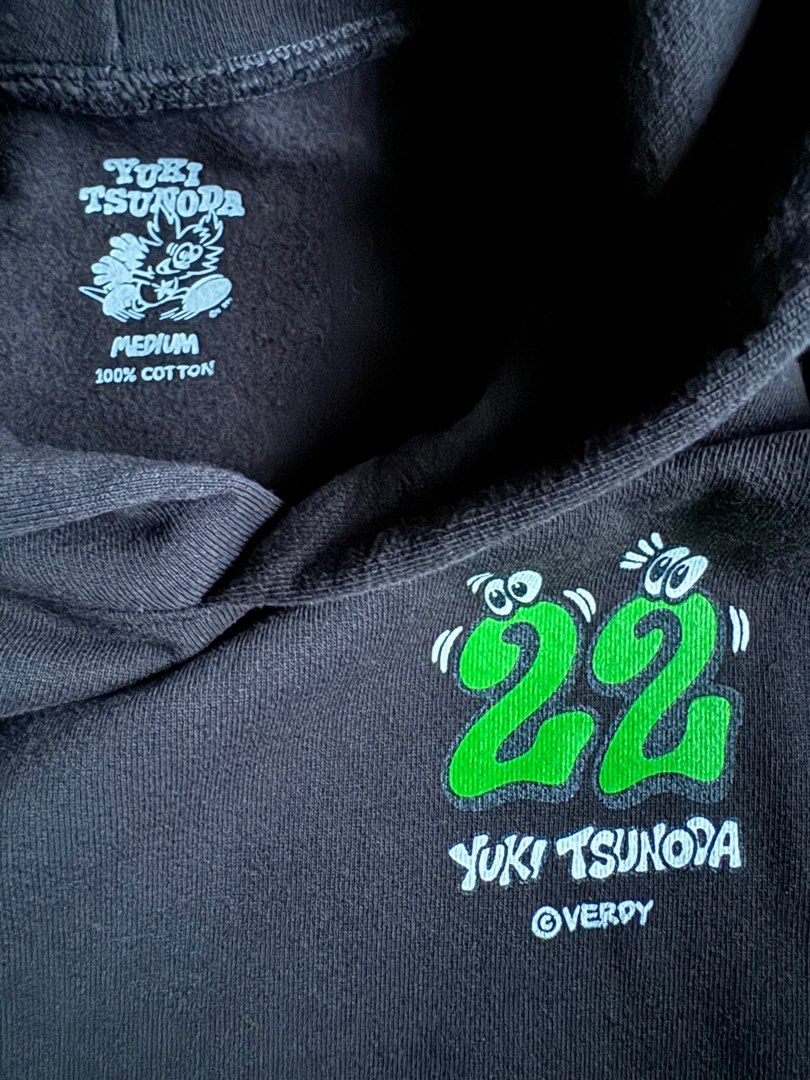 YUKI
TSUNODA
MEDIUM
100% COTTON
22
YUKI TSUNODA
©VERDY